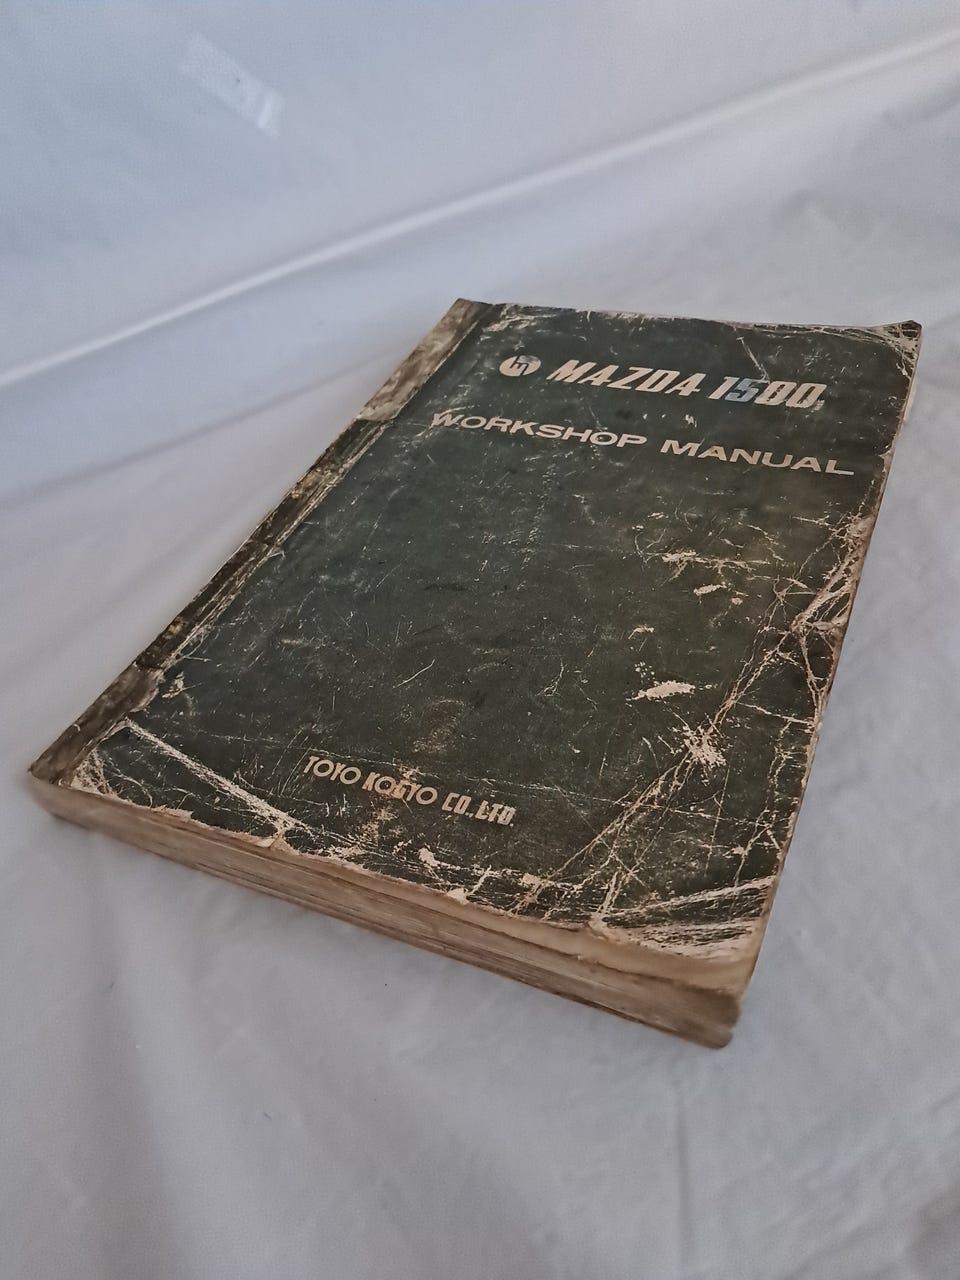 m MAZDA 1500
WORKSHOP MANUAL
TOYO KOGYO CO., LTD.